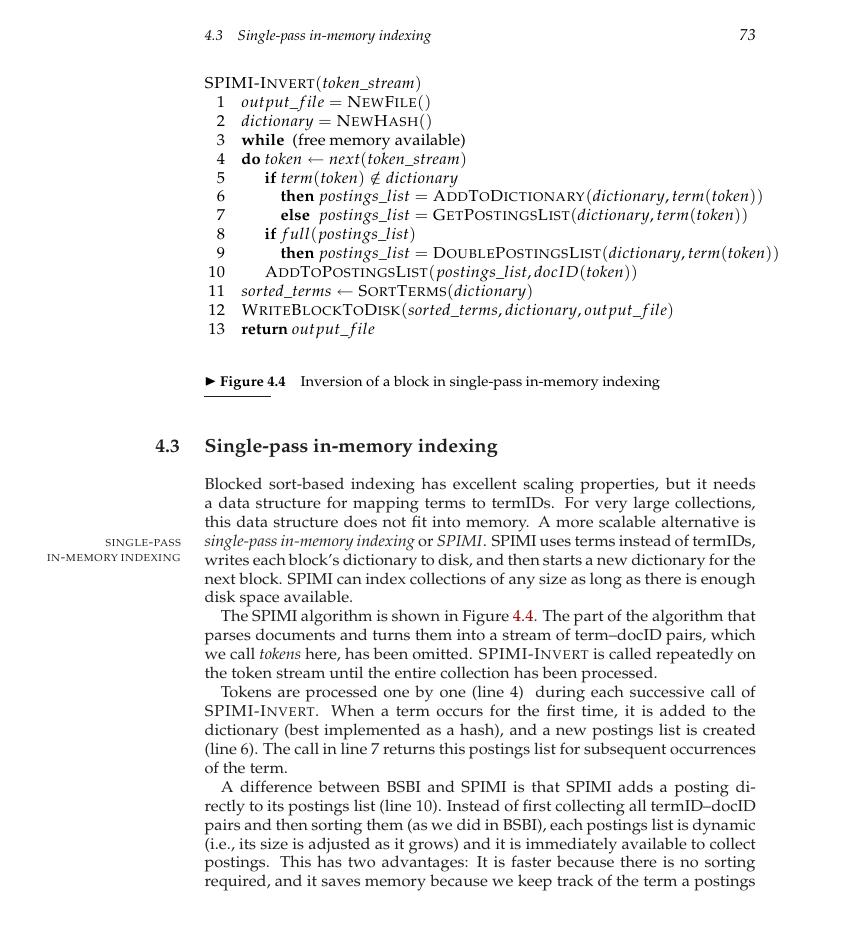 4.3 Single-pass in-memory indexing 73
SPIMI-INVERT(token_stream)
1 output_file = NEWFILE()
2 dictionary = NEWHASH()
3 while (free memory available)
4 do token ← next(token_stream)
5 if term(token) ∉ dictionary
6 then postings_list = ADDTODICTIONARY(dictionary, term(token))
7 else postings_list = GETPOSTINGSLIST(dictionary, term(token))
8 if full(postings_list)
9 then postings_list = DOUBLEPOSTINGSLIST(dictionary, term(token))
10 ADDTOPOSTINGSLIST(postings_list, docID(token))
11 sorted_terms ← SORTTERMS(dictionary)
12 WRITEBLOCKTODISK(sorted_terms, dictionary, output_file)
13 return output_file
▶ Figure 4.4 Inversion of a block in single-pass in-memory indexing
4.3 Single-pass in-memory indexing
Blocked sort-based indexing has excellent scaling properties, but it needs
a data structure for mapping terms to termIDs. For very large collections,
this data structure does not fit into memory. A more scalable alternative is
SINGLE-PASS
IN-MEMORY INDEXING
single-pass in-memory indexing or SPIMI. SPIMI uses terms instead of termIDs,
writes each block's dictionary to disk, and then starts a new dictionary for the
next block. SPIMI can index collections of any size as long as there is enough
disk space available.
The SPIMI algorithm is shown in Figure 4.4. The part of the algorithm that
parses documents and turns them into a stream of term–docID pairs, which
we call tokens here, has been omitted. SPIMI-INVERT is called repeatedly on
the token stream until the entire collection has been processed.
Tokens are processed one by one (line 4) during each successive call of
SPIMI-INVERT. When a term occurs for the first time, it is added to the
dictionary (best implemented as a hash), and a new postings list is created
(line 6). The call in line 7 returns this postings list for subsequent occurrences
of the term.
A difference between BSBI and SPIMI is that SPIMI adds a posting di-
rectly to its postings list (line 10). Instead of first collecting all termID–docID
pairs and then sorting them (as we did in BSBI), each postings list is dynamic
(i.e., its size is adjusted as it grows) and it is immediately available to collect
postings. This has two advantages: It is faster because there is no sorting
required, and it saves memory because we keep track of the term a postings